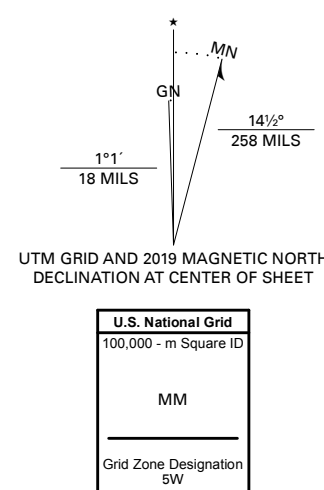 ★
MN
GN
14½°
258 MILS
1°1´
18 MILS
UTM GRID AND 2019 MAGNETIC NORTH
DECLINATION AT CENTER OF SHEET
U.S. National Grid
100,000 - m Square ID
MM
Grid Zone Designation
5W